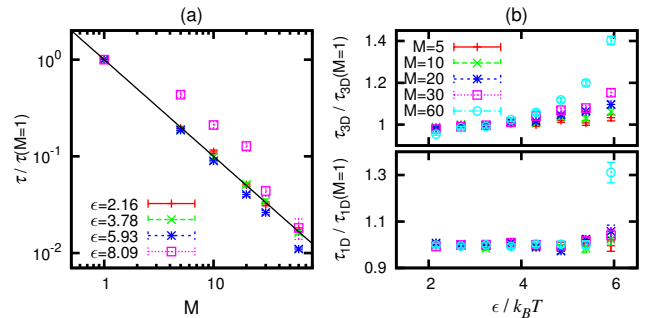 (a)
τ / τ(M=1)
10⁰
10⁻¹
10⁻²
1
10
M
ϵ=2.16
ϵ=3.78
ϵ=5.93
ϵ=8.09
(b)
τ3D / τ3D(M=1)
1.4
1.2
1.0
M=5
M=10
M=20
M=30
M=60
τ1D / τ1D(M=1)
1.3
1.1
0.9
2
4
6
ϵ / kBT